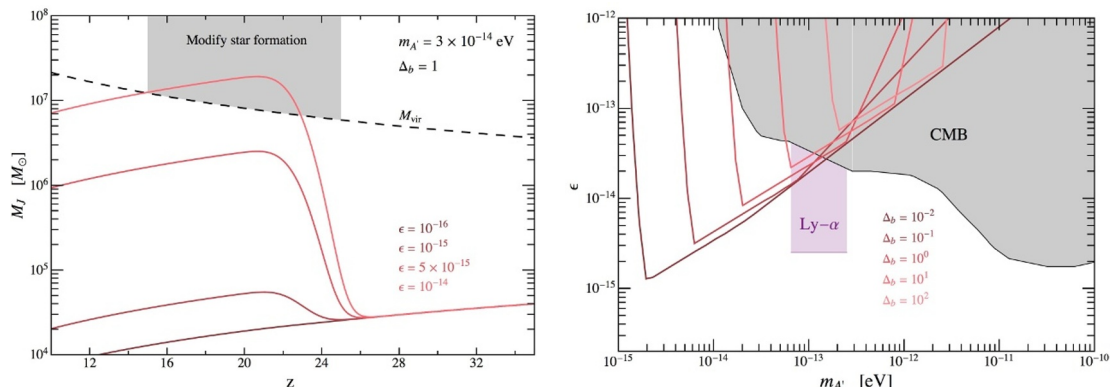 10^8
10^7
10^6
10^5
10^4
M_J [M_⊙]
Modify star formation
m_{A'} = 3 × 10^{-14} eV
Δ_b = 1
M_vir
ϵ = 10^{-16}
ϵ = 10^{-15}
ϵ = 5 × 10^{-15}
ϵ = 10^{-14}
12 16 20 24 28 32
z
10^{-12}
10^{-13}
10^{-14}
10^{-15}
ϵ
CMB
Ly-α
Δ_b = 10^{-2}
Δ_b = 10^{-1}
Δ_b = 10^0
Δ_b = 10^1
Δ_b = 10^2
10^{-15} 10^{-14} 10^{-13} 10^{-12} 10^{-11} 10^{-10}
m_{A'} [eV]